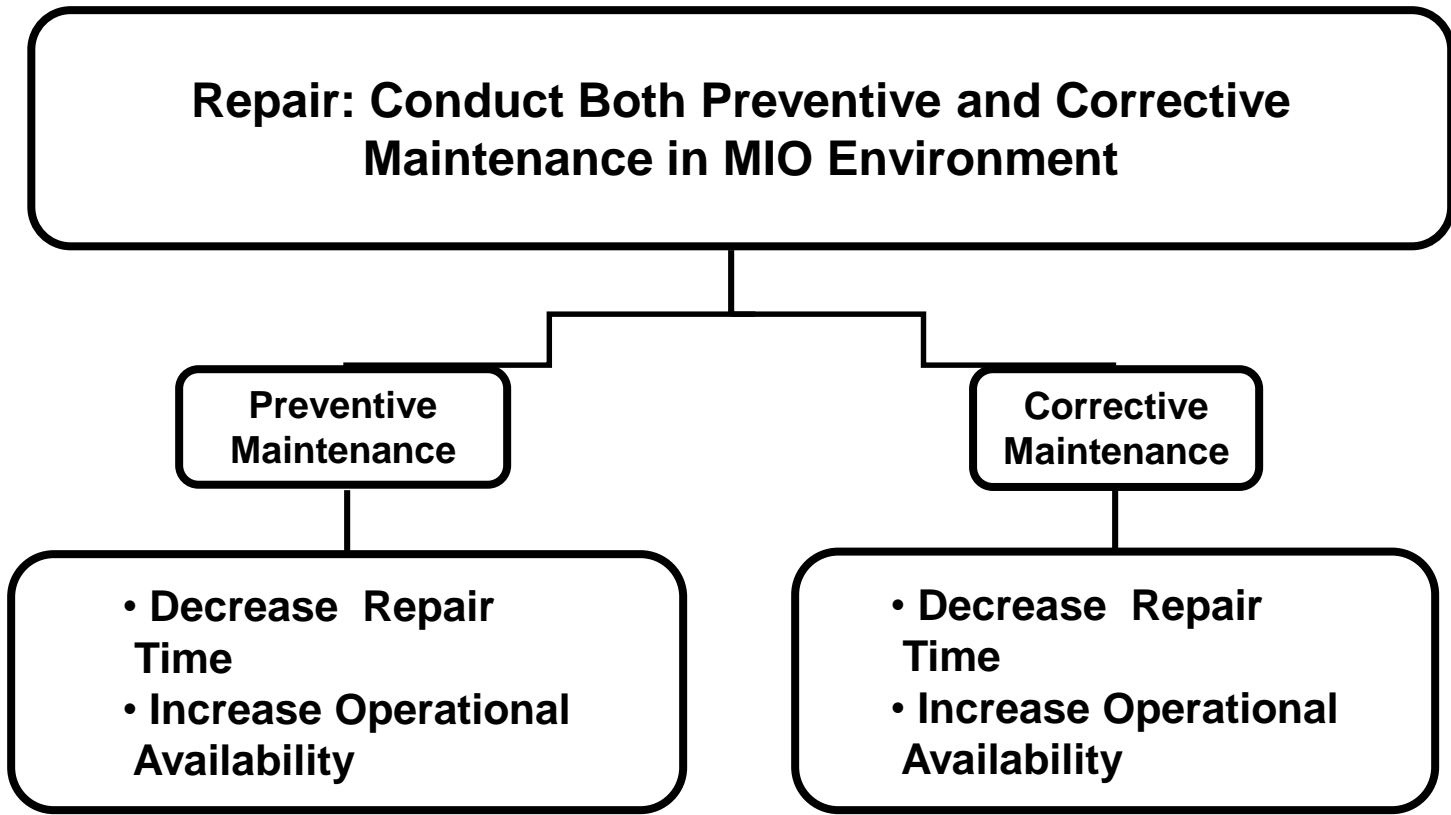 Repair: Conduct Both Preventive and Corrective
Maintenance in MIO Environment
Preventive
Maintenance
Corrective
Maintenance
• Decrease  Repair
Time
• Increase Operational
Availability
• Decrease  Repair
Time
• Increase Operational
Availability